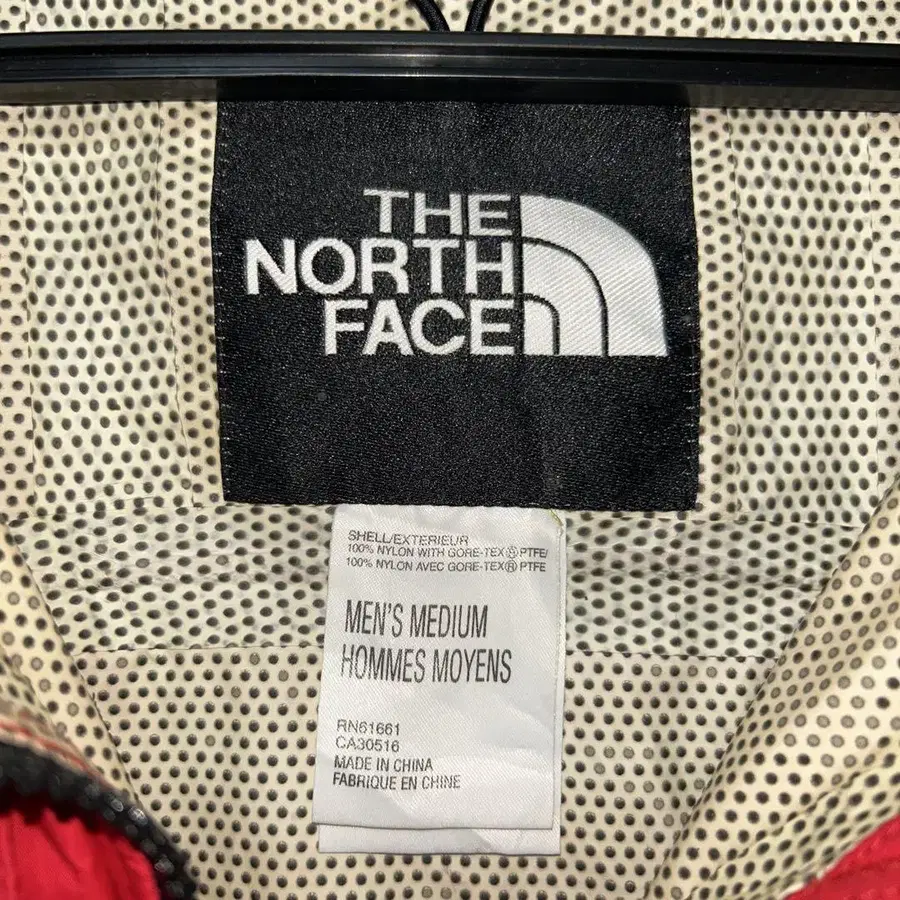 THE
NORTH
FACE
SHELL/EXTERIEUR
100% NYLON WITH GORE-TEX® PTFE/
100% NYLON AVEC GORE-TEX® PTFE
MEN'S MEDIUM
HOMMES MOYENS
RN61661
CA30516
MADE IN CHINA
FABRIQUE EN CHINE